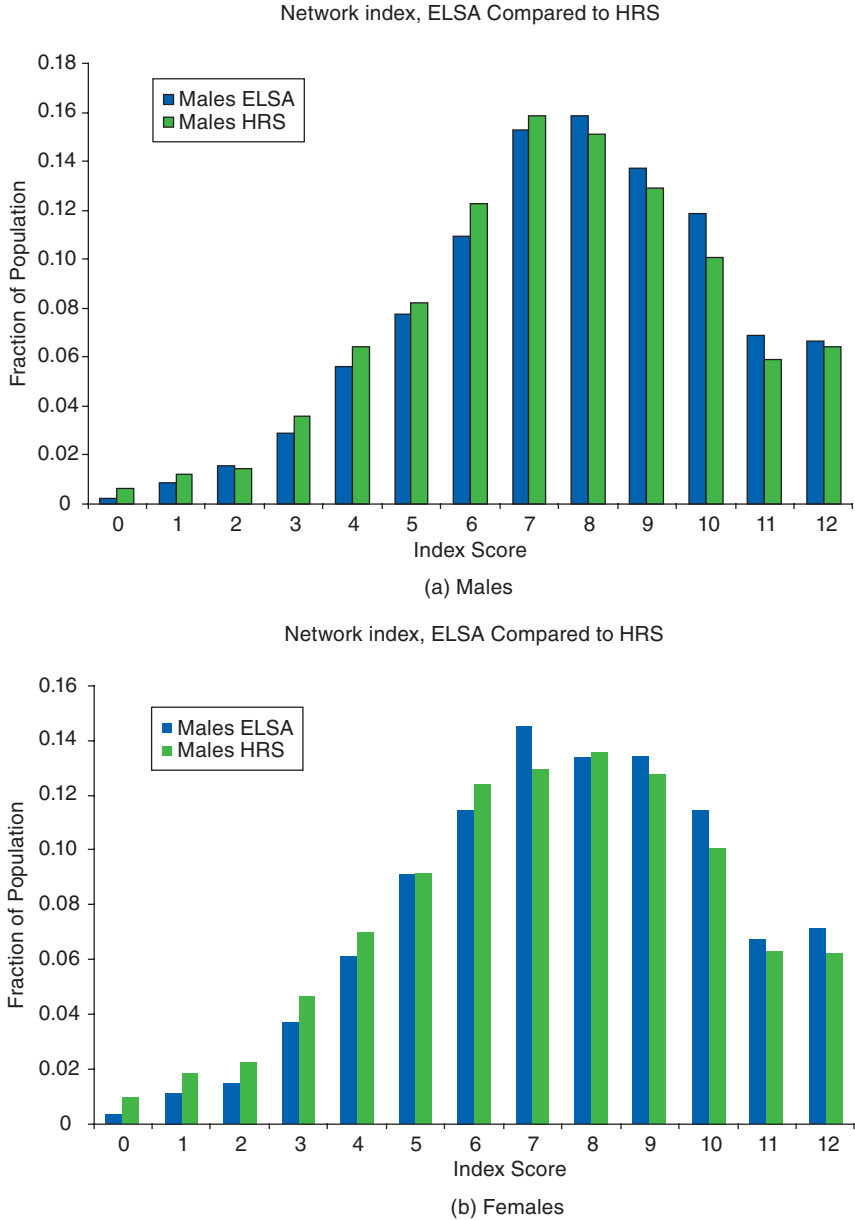 Network index, ELSA Compared to HRS
0.18
Males ELSA
Males HRS
0.16
0.14
0.12
0.10
0.08
0.06
0.04
0.02
0
Fraction of Population
0 1 2 3 4 5 6 7 8 9 10 11 12
Index Score
(a) Males
Network index, ELSA Compared to HRS
0.16
Males ELSA
Males HRS
0.14
0.12
0.10
0.08
0.06
0.04
0.02
0
Fraction of Population
0 1 2 3 4 5 6 7 8 9 10 11 12
Index Score
(b) Females